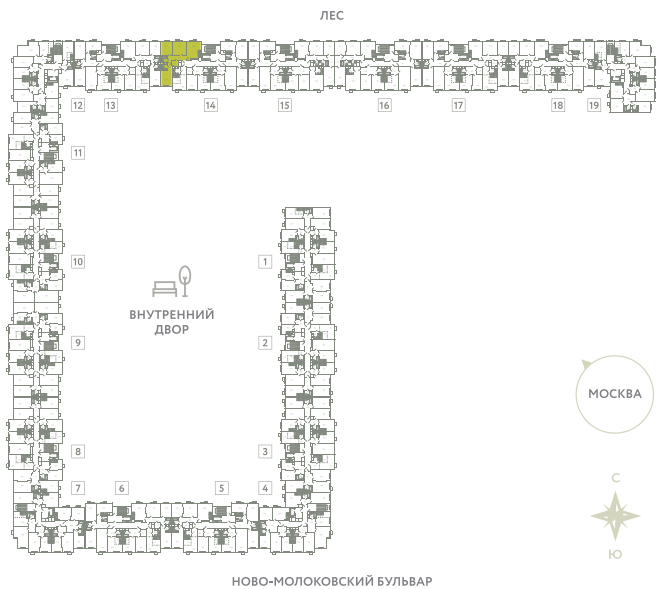 ЛЕС
12 13 14 15 16 17 18 19
11
10 1
ВНУТРЕННИЙ
ДВОР
9 2
МОСКВА
8 3
7 6 5 4
С
Ю
НОВО-МОЛОКОВСКИЙ БУЛЬВАР